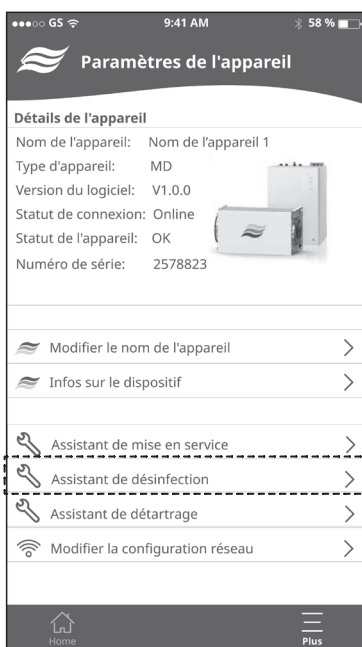 GS 9:41 AM 58 %
Paramètres de l'appareil
Détails de l'appareil
Nom de l'appareil: Nom de l'appareil 1
Type d'appareil: MD
Version du logiciel: V1.0.0
Statut de connexion: Online
Statut de l'appareil: OK
Numéro de série: 2578823
Modifier le nom de l'appareil
Infos sur le dispositif
Assistant de mise en service
Assistant de désinfection
Assistant de détartrage
Modifier la configuration réseau
Home Plus